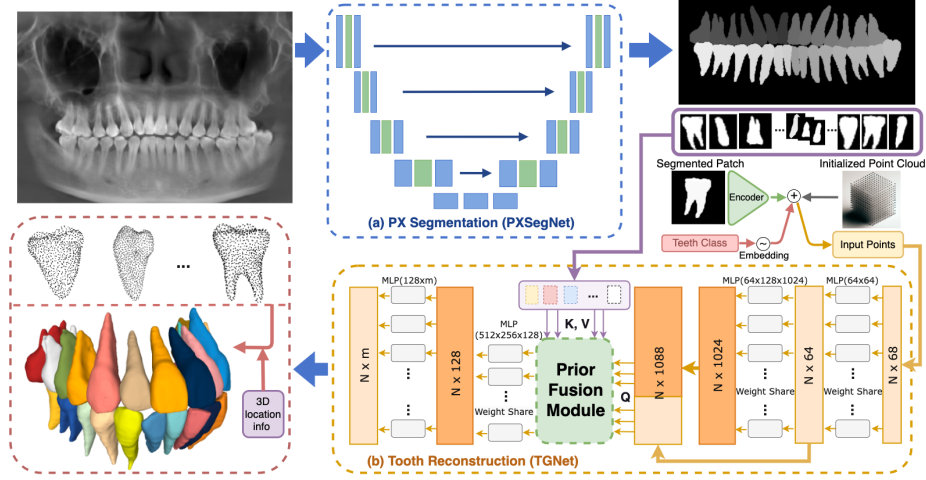 (a) PX Segmentation (PXSegNet)
Segmented Patch
Initialized Point Cloud
Encoder
+
Teeth Class
~
Embedding
Input Points
...
...
...
3D
location
info
MLP(128xm)
MLP
(512x256x128)
K, V
MLP(64x128x1024)
MLP(64x64)
N x m
N x 128
Weight Share
Prior
Fusion
Module
Q
N x 1088
N x 1024
Weight Share
N x 64
Weight Share
N x 68
(b) Tooth Reconstruction (TGNet)